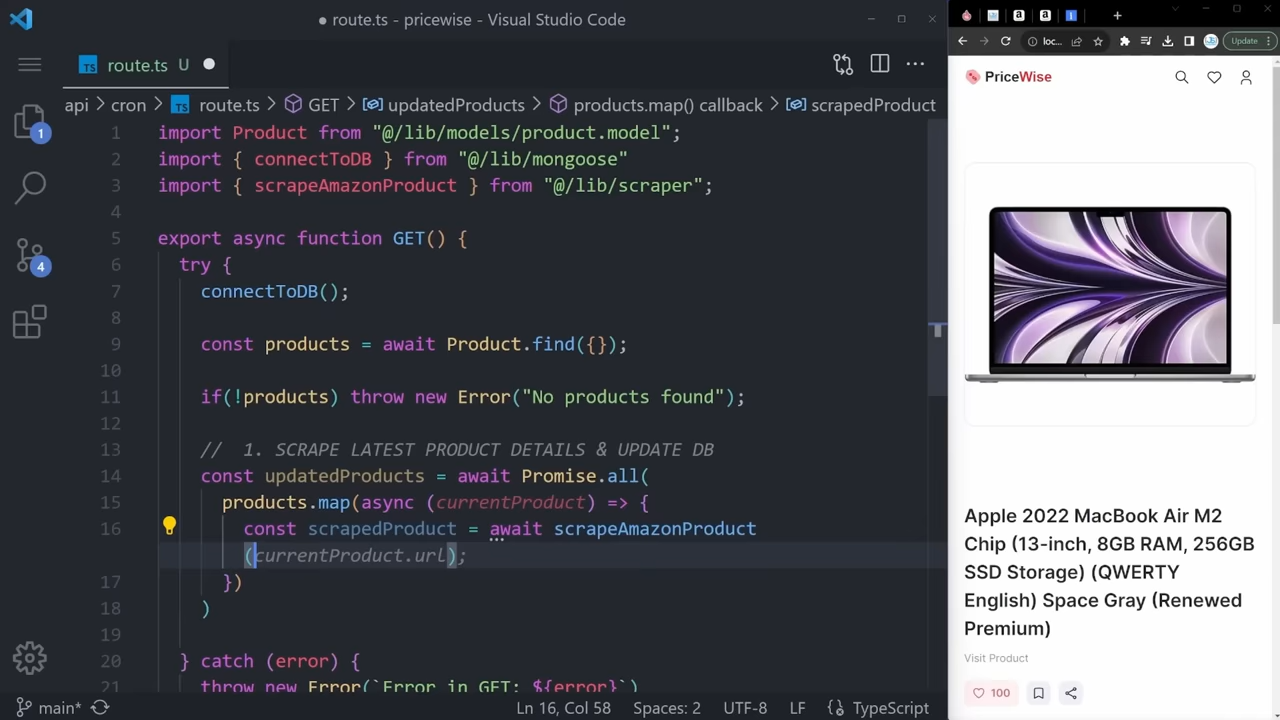 route.ts - pricewise - Visual Studio Code
route.ts U
api > cron > route.ts > GET > updatedProducts > products.map() callback > scrapedProduct
1 import Product from "@/lib/models/product.model";
2 import { connectToDB } from "@/lib/mongoose"
3 import { scrapeAmazonProduct } from "@/lib/scraper";
4
5 export async function GET() {
6 try {
7 connectToDB();
8
9 const products = await Product.find({});
10
11 if(!products) throw new Error("No products found");
12
13 // 1. SCRAPE LATEST PRODUCT DETAILS & UPDATE DB
14 const updatedProducts = await Promise.all(
15 products.map(async (currentProduct) => {
16 const scrapedProduct = await scrapeAmazonProduct
(currentProduct.url);
17 })
18 )
19
20 } catch (error) {
21 throw new Error(`Error in GET: ${error}`)
1
4
main* Ln 16, Col 58 Spaces: 2 UTF-8 LF TypeScript
loc... Update
PriceWise
Apple 2022 MacBook Air M2
Chip (13-inch, 8GB RAM, 256GB
SSD Storage) (QWERTY
English) Space Gray (Renewed
Premium)
Visit Product
100